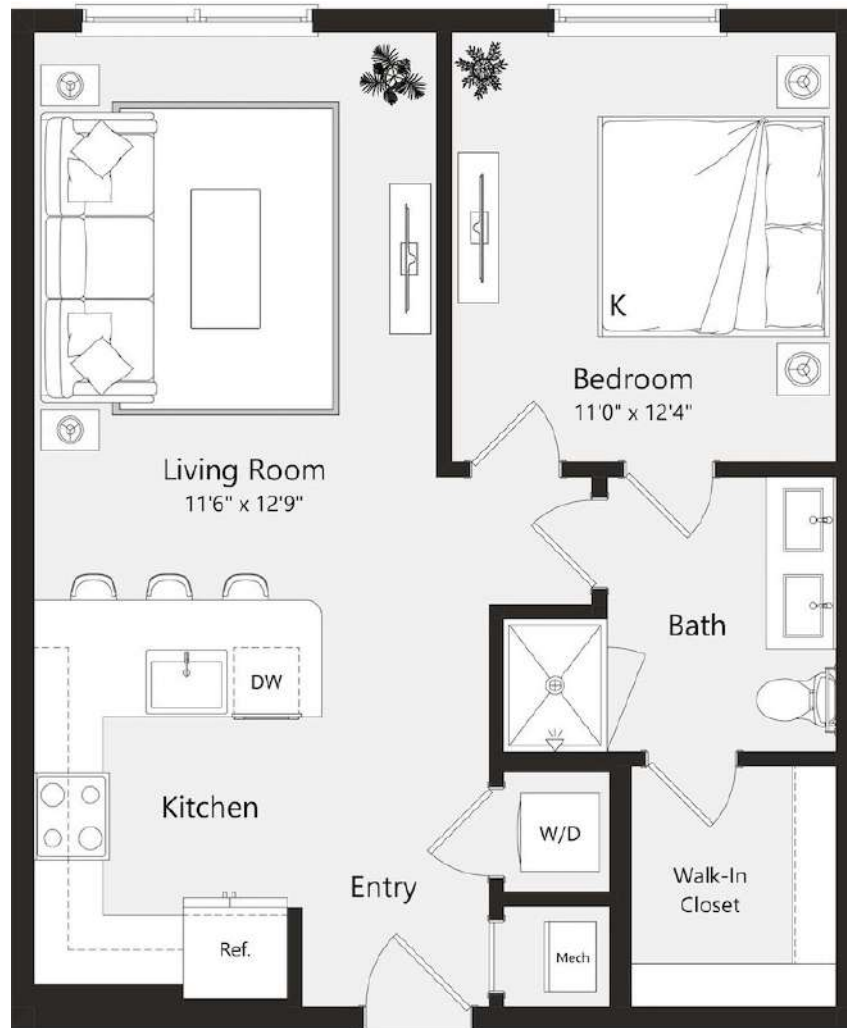 K
Bedroom
11'0" x 12'4"
Living Room
11'6" x 12'9"
Bath
DW
Kitchen
W/D
Entry
Walk-In
Closet
Ref.
Mech